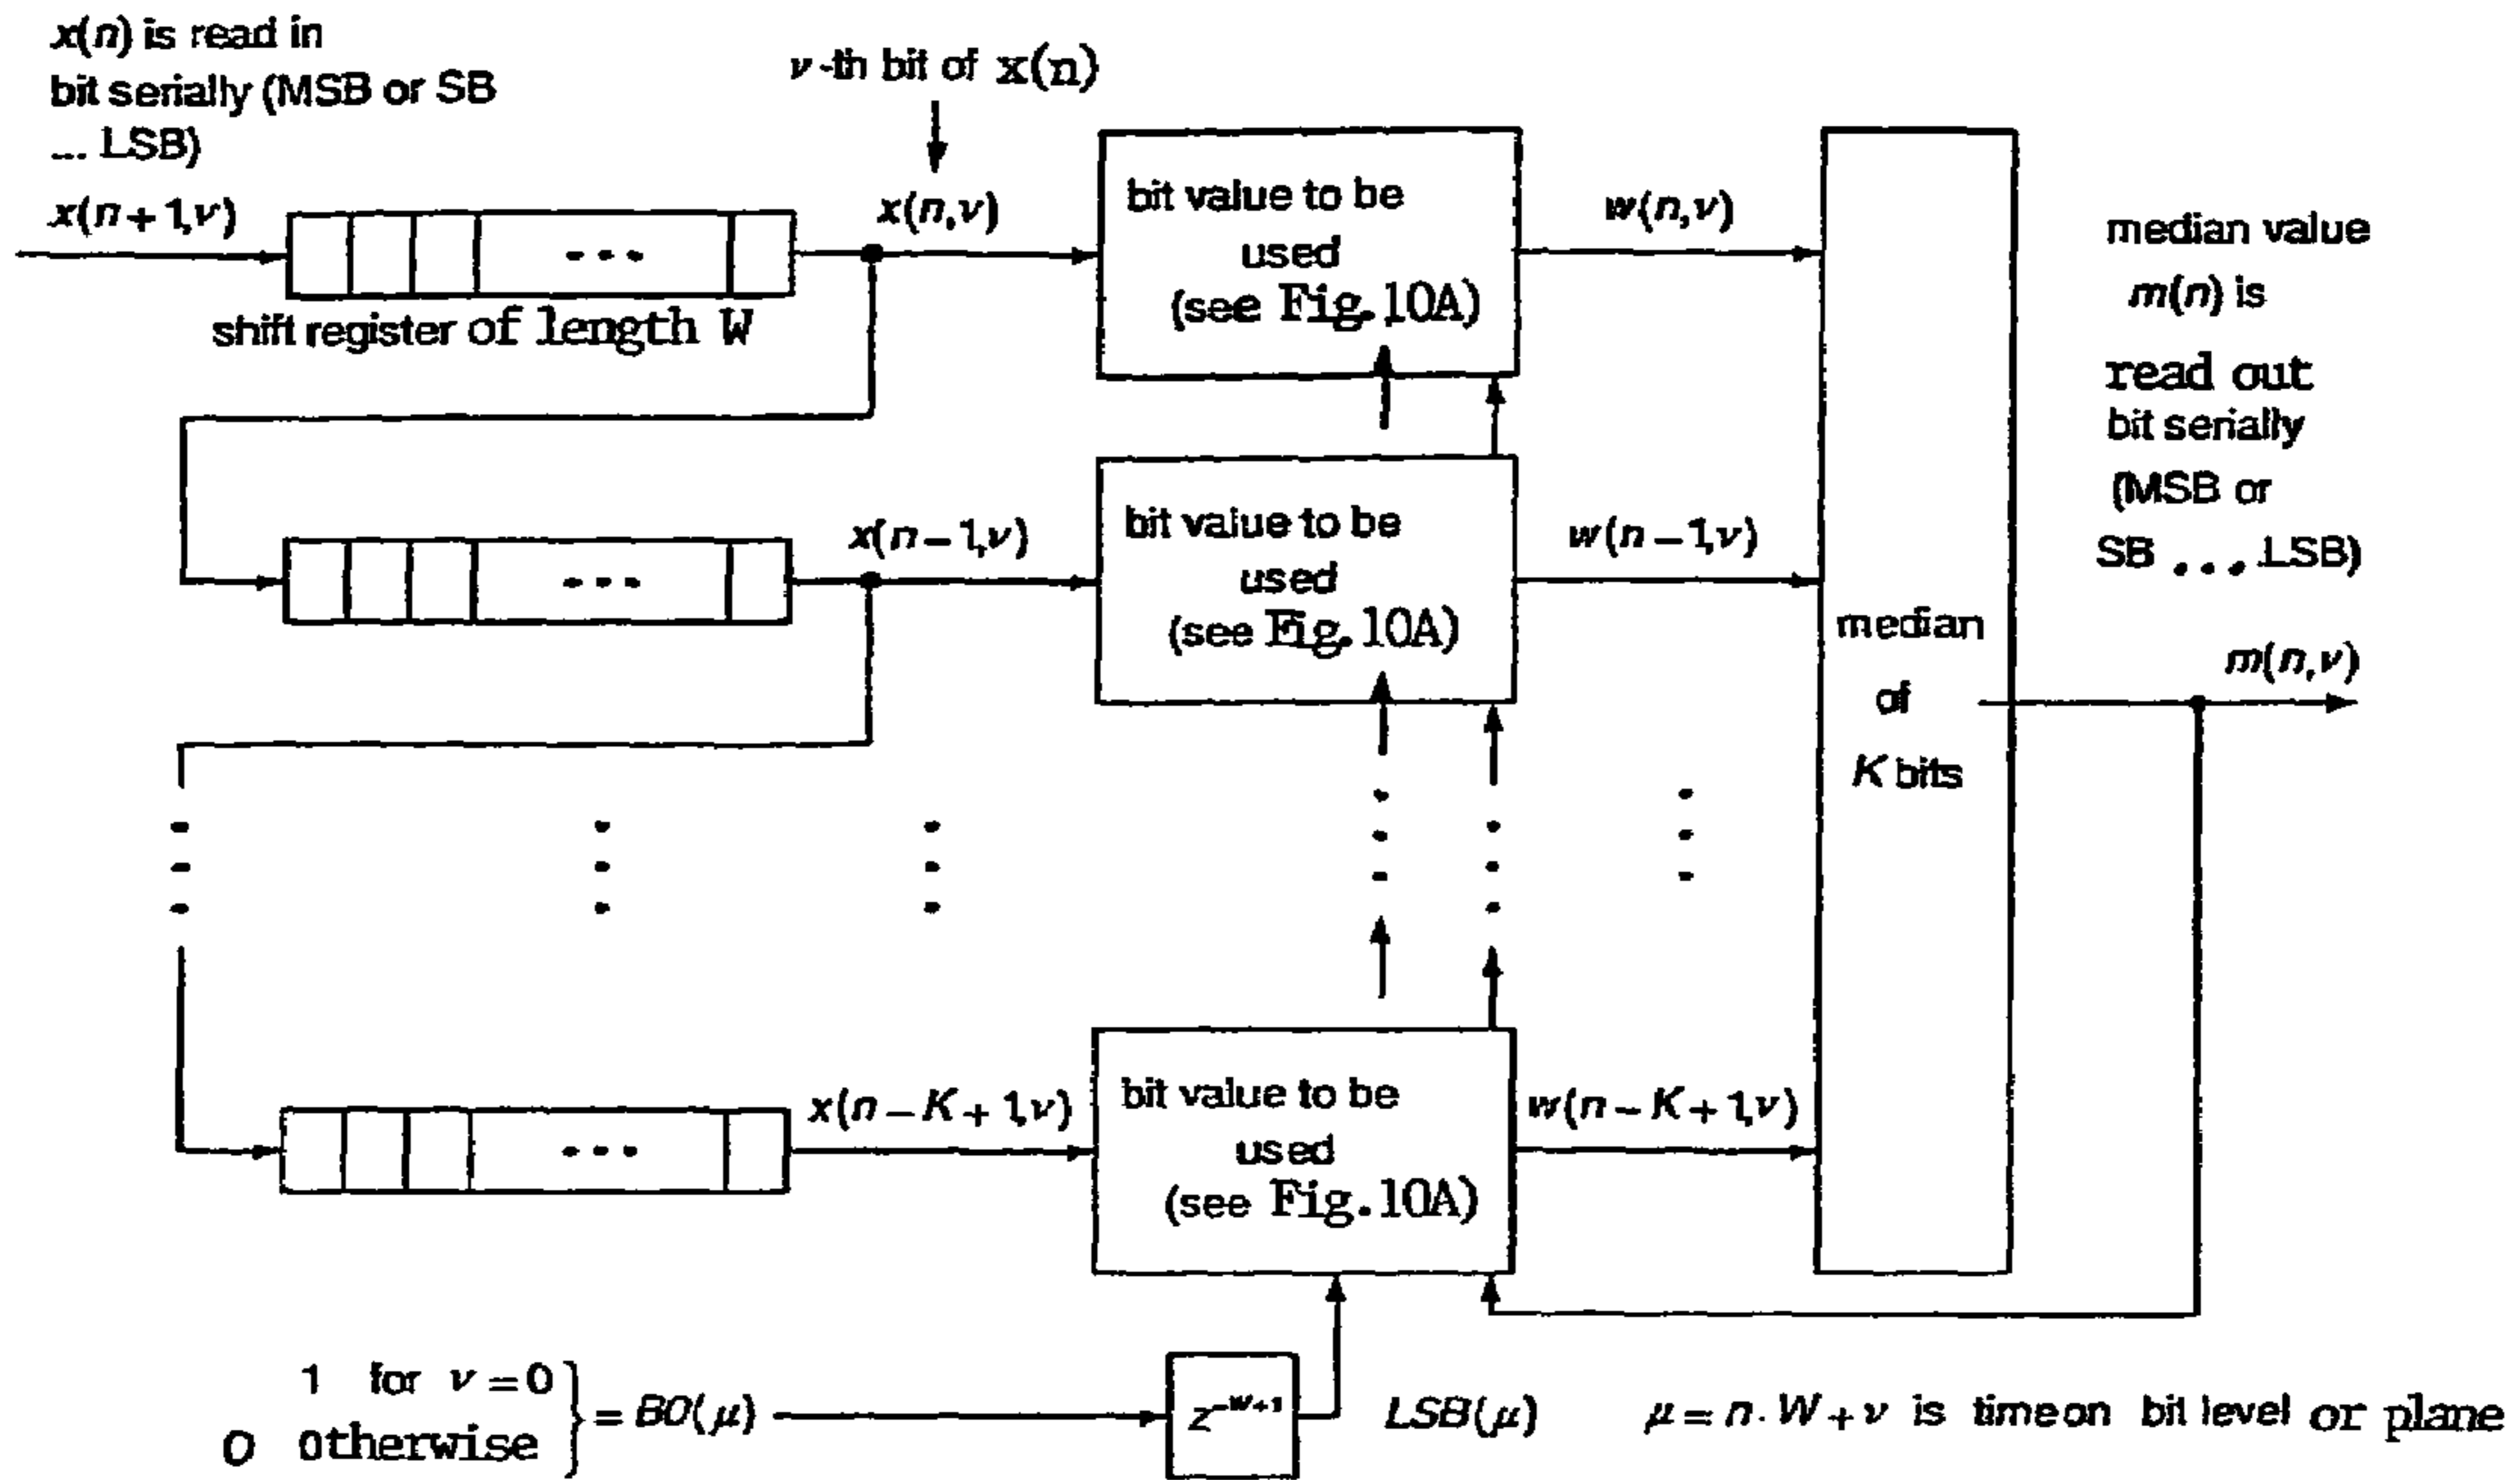 x(n) is read in
bit serially (MSB or SB
... LSB)
x(n+1,ν)
shift register of length W
ν-th bit of x(n)
x(n,ν)
bit value to be
used
(see Fig.10A)
w(n,ν)
x(n−1,ν)
bit value to be
used
(see Fig.10A)
w(n−1,ν)
x(n−K+1,ν)
bit value to be
used
(see Fig.10A)
w(n−K+1,ν)
median
of
K bits
median value
m(n) is
read out
bit serially
(MSB or
SB ... LSB)
m(n,ν)
1 for ν=0
0 otherwise } = B0(μ)
z^-W+1
LSB(μ)
μ = n·W+ν is time on bit level or plane